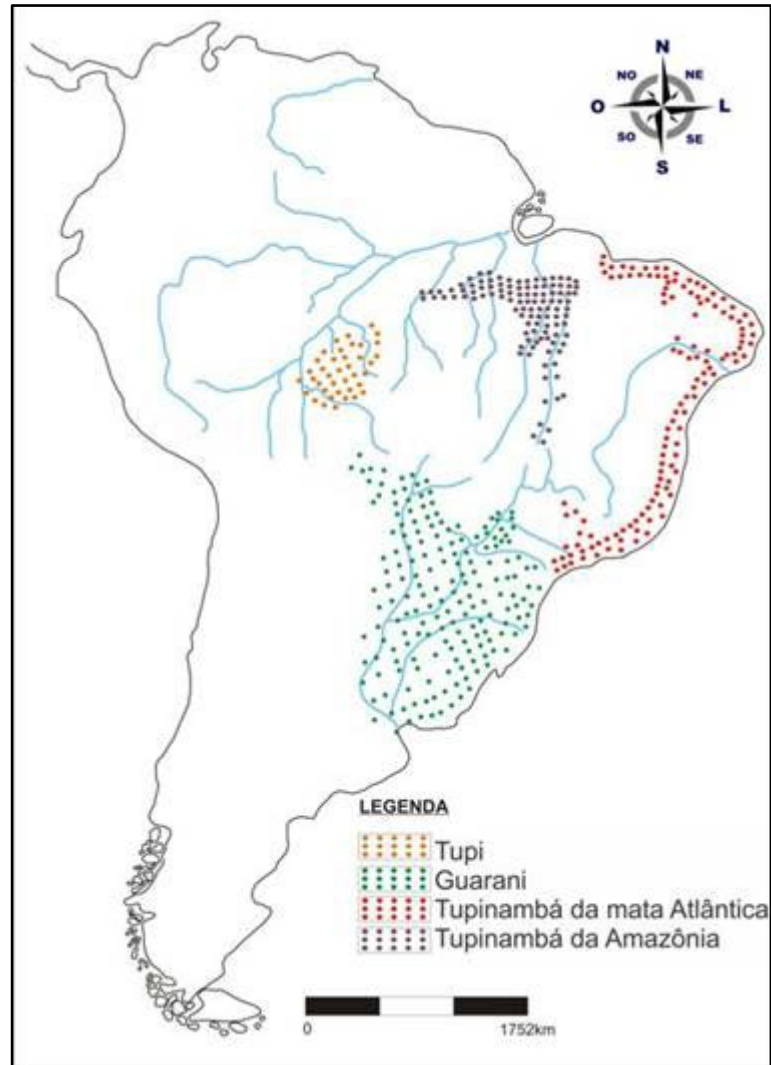 N
NO NE
O L
SO SE
S
LEGENDA
Tupi
Guarani
Tupinambá da mata Atlântica
Tupinambá da Amazônia
0 1752km